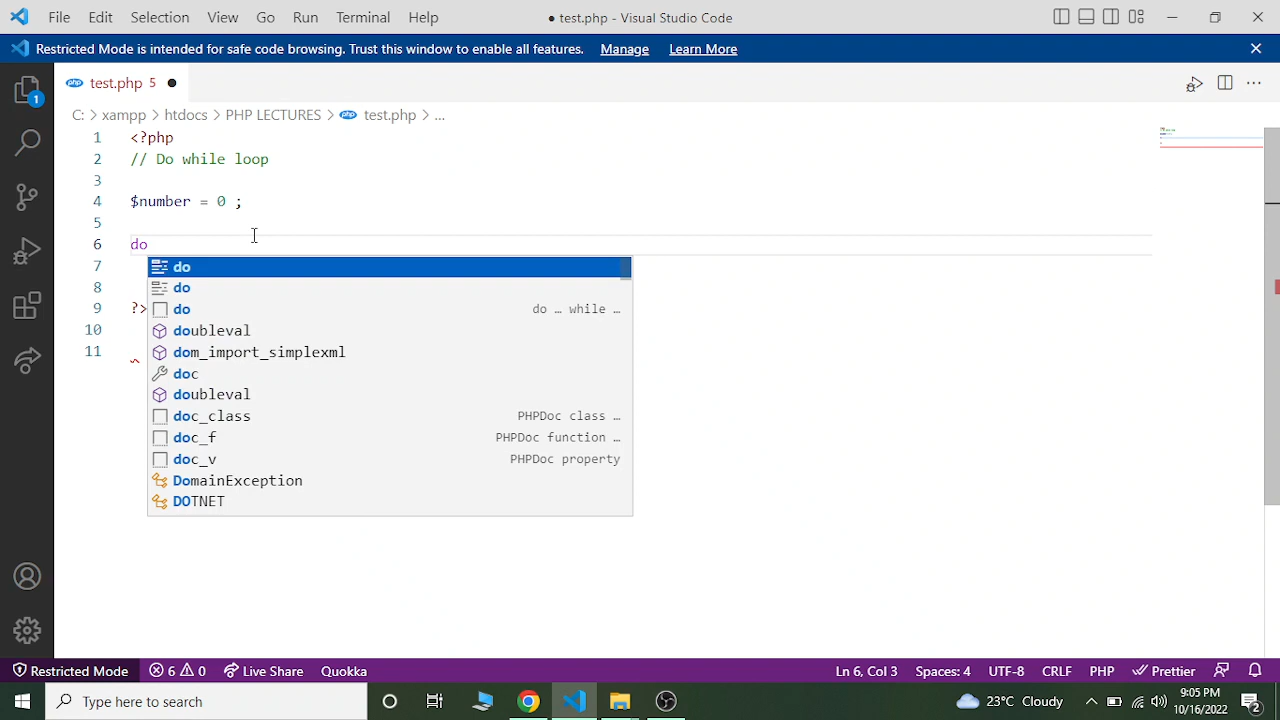 File Edit Selection View Go Run Terminal Help
● test.php - Visual Studio Code
Restricted Mode is intended for safe code browsing. Trust this window to enable all features. Manage Learn More
1
php test.php 5 ●
C: > xampp > htdocs > PHP LECTURES > php test.php > ...
1 <?php
2 // Do while loop
3
4 $number = 0 ;
5
6 do
7 do
8 do
9 ?> do do … while …
10 doubleval
11 dom_import_simplexml
doc
doubleval
doc_class PHPDoc class …
doc_f PHPDoc function …
doc_v PHPDoc property
DomainException
DOTNET
Restricted Mode 6 0 Live Share Quokka Ln 6, Col 3 Spaces: 4 UTF-8 CRLF PHP Prettier
Type here to search 23°C Cloudy 9:05 PM
10/16/2022 2